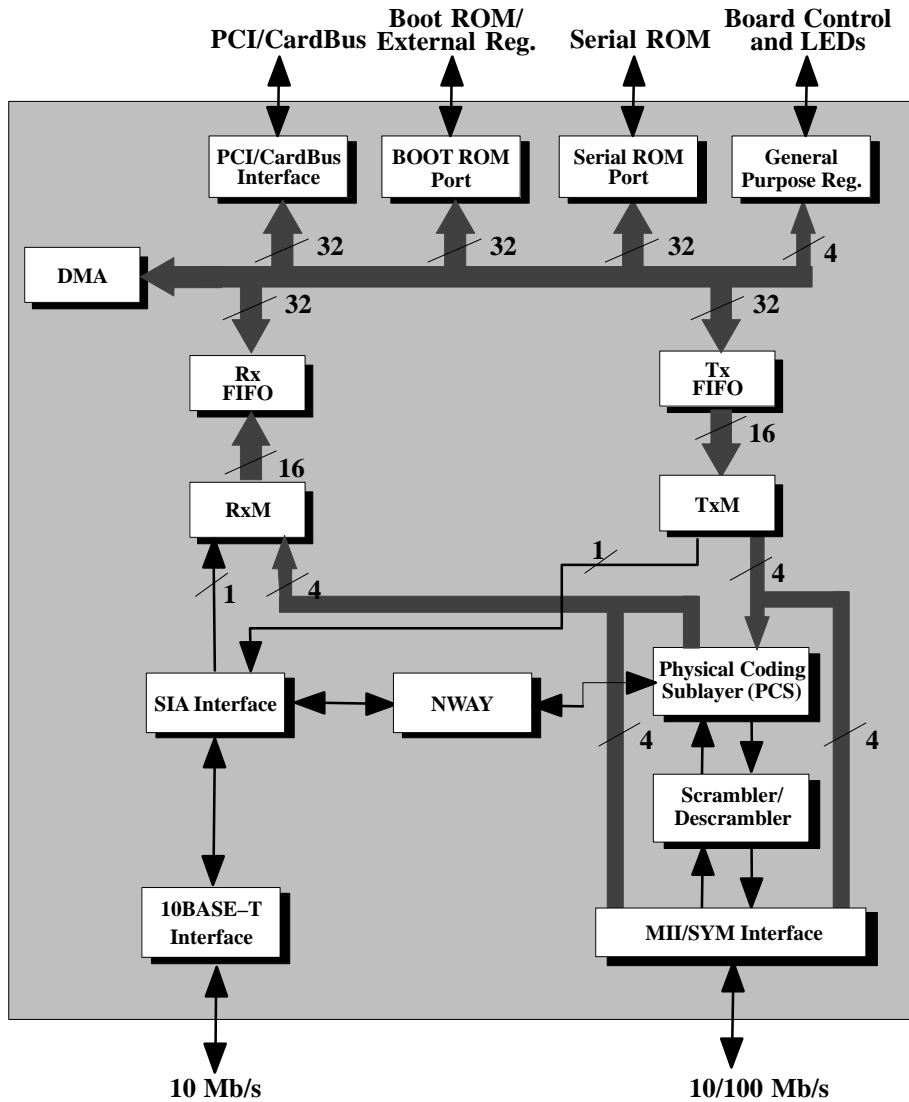 PCI/CardBus
Boot ROM/
External Reg.
Serial ROM
Board Control
and LEDs
PCI/CardBus
Interface
BOOT ROM
Port
Serial ROM
Port
General
Purpose Reg.
32
32
32
4
DMA
32
32
Rx
FIFO
Tx
FIFO
16
16
RxM
TxM
1
4
1
4
SIA Interface
NWAY
Physical Coding
Sublayer (PCS)
4
4
Scrambler/
Descrambler
10BASE–T
Interface
MII/SYM Interface
10 Mb/s
10/100 Mb/s